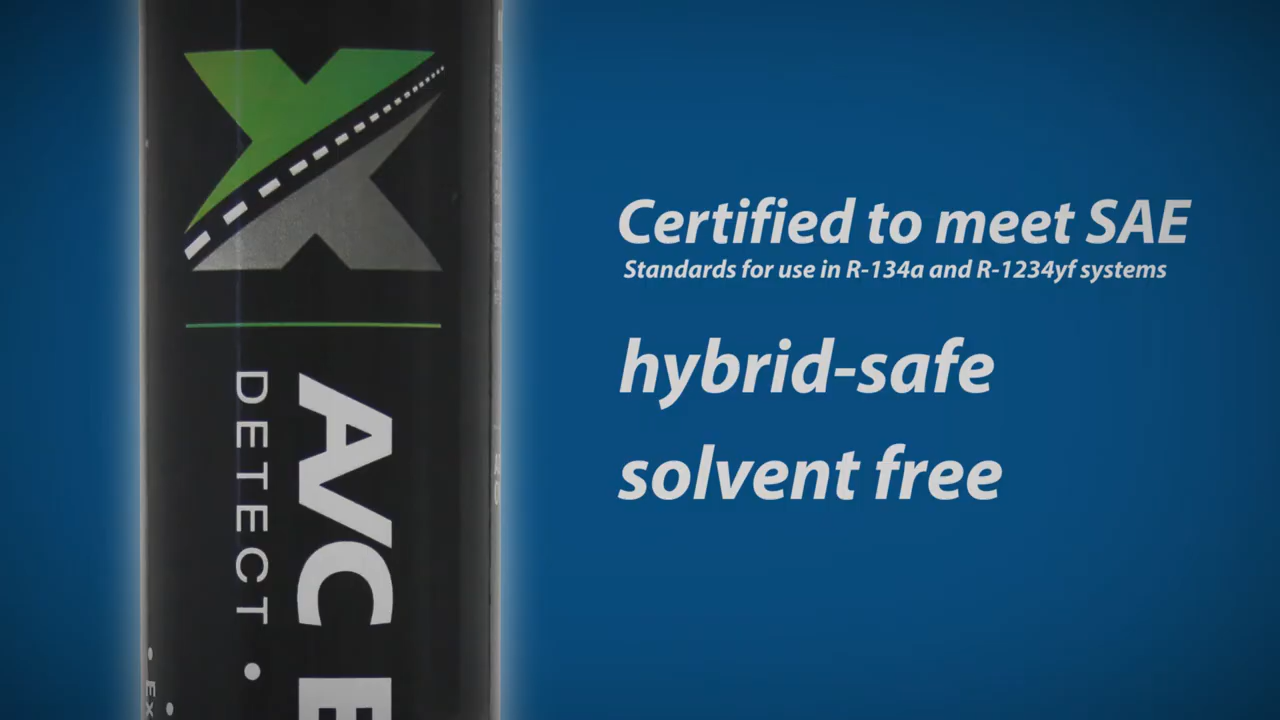 Certified to meet SAE
Standards for use in R-134a and R-1234yf systems
hybrid-safe
solvent free
A/C
DETECT •